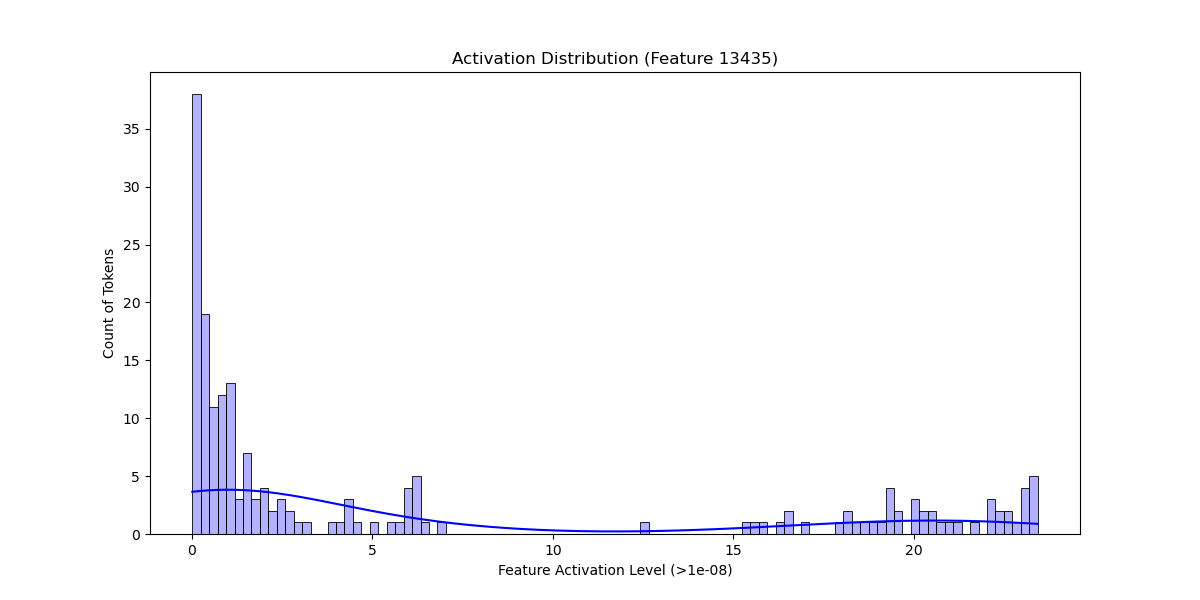 Activation Distribution (Feature 13435)
35
30
25
20
15
10
5
0
Count of Tokens
0 5 10 15 20
Feature Activation Level (>1e-08)